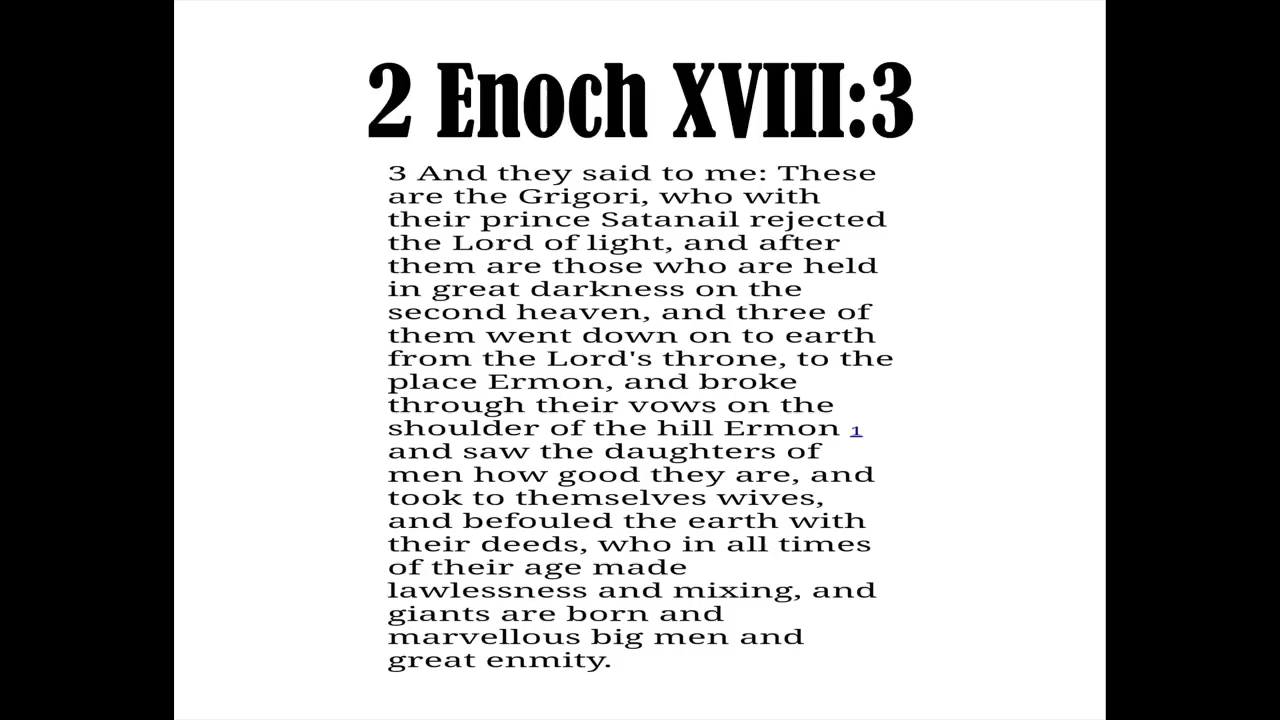 2 Enoch XVIII:3
3 And they said to me: These
are the Grigori, who with
their prince Satanail rejected
the Lord of light, and after
them are those who are held
in great darkness on the
second heaven, and three of
them went down on to earth
from the Lord's throne, to the
place Ermon, and broke
through their vows on the
shoulder of the hill Ermon 1
and saw the daughters of
men how good they are, and
took to themselves wives,
and befouled the earth with
their deeds, who in all times
of their age made
lawlessness and mixing, and
giants are born and
marvellous big men and
great enmity.